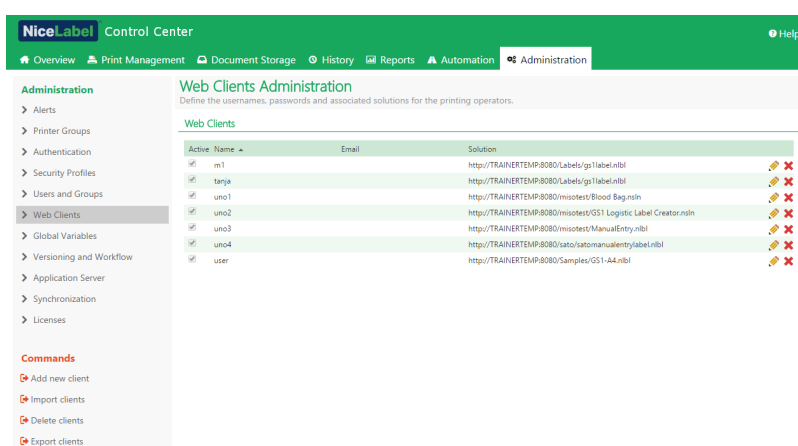 NiceLabel Control Center
Help
Overview Print Management Document Storage History Reports Automation Administration
Administration
Alerts
Printer Groups
Authentication
Security Profiles
Users and Groups
Web Clients
Global Variables
Versioning and Workflow
Application Server
Synchronization
Licenses
Commands
Add new client
Import clients
Delete clients
Export clients
Web Clients Administration
Define the usernames, passwords and associated solutions for the printing operators.
Web Clients
Active Name Email Solution
m1 http://TRAINERTEMP:8080/Labels/gs1label.nlbl
tanja http://TRAINERTEMP:8080/Labels/gs1label.nlbl
uno1 http://TRAINERTEMP:8080/misotest/Blood Bag.nsln
uno2 http://TRAINERTEMP:8080/misotest/GS1 Logistic Label Creator.nsln
uno3 http://TRAINERTEMP:8080/misotest/ManualEntry.nlbl
uno4 http://TRAINERTEMP:8080/sato/satomanualentrylabel.nlbl
user http://TRAINERTEMP:8080/Samples/GS1-A4.nlbl